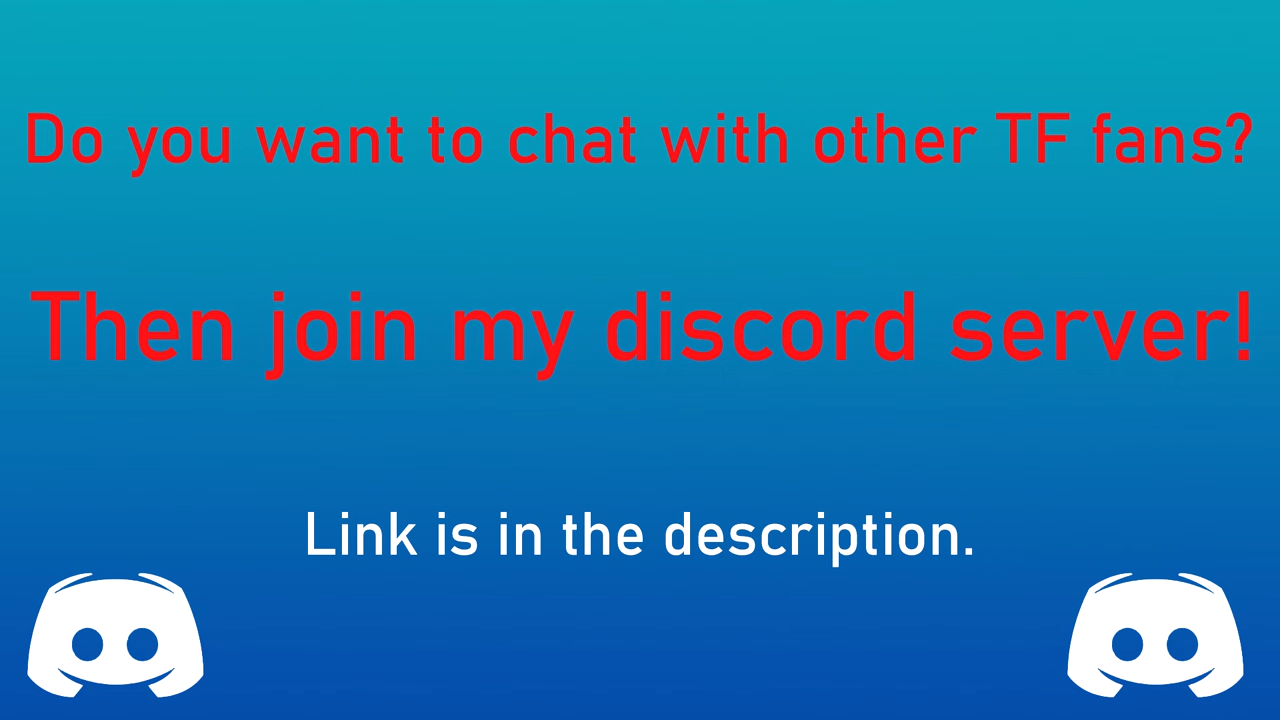 Do you want to chat with other TF fans?
Then join my discord server!
Link is in the description.